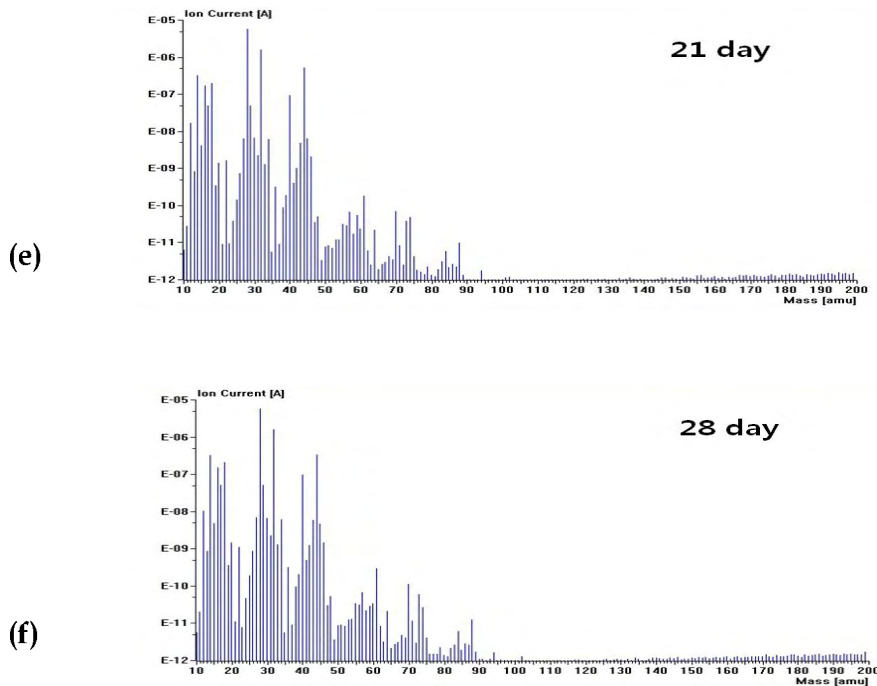 Ion Current [A]
21 day
E-05
E-06
E-07
E-08
E-09
E-10
E-11
E-12
10 20 30 40 50 60 70 80 90 100 110 120 130 140 150 160 170 180 190 200
Mass [amu]
(e)
Ion Current [A]
28 day
E-05
E-06
E-07
E-08
E-09
E-10
E-11
E-12
10 20 30 40 50 60 70 80 90 100 110 120 130 140 150 160 170 180 190 200
Mass [amu]
(f)